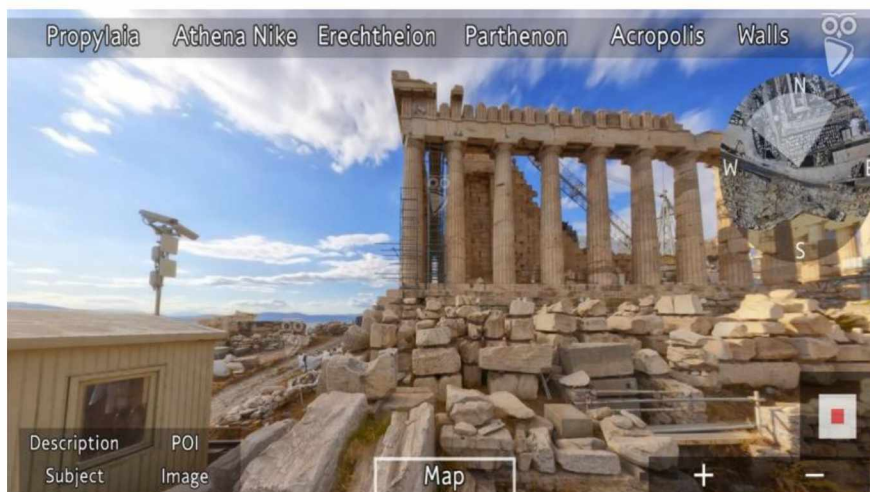 Propylaia Athena Nike Erechtheion Parthenon Acropolis Walls
N
W E
S
Description POI
Subject Image
Map
+ −